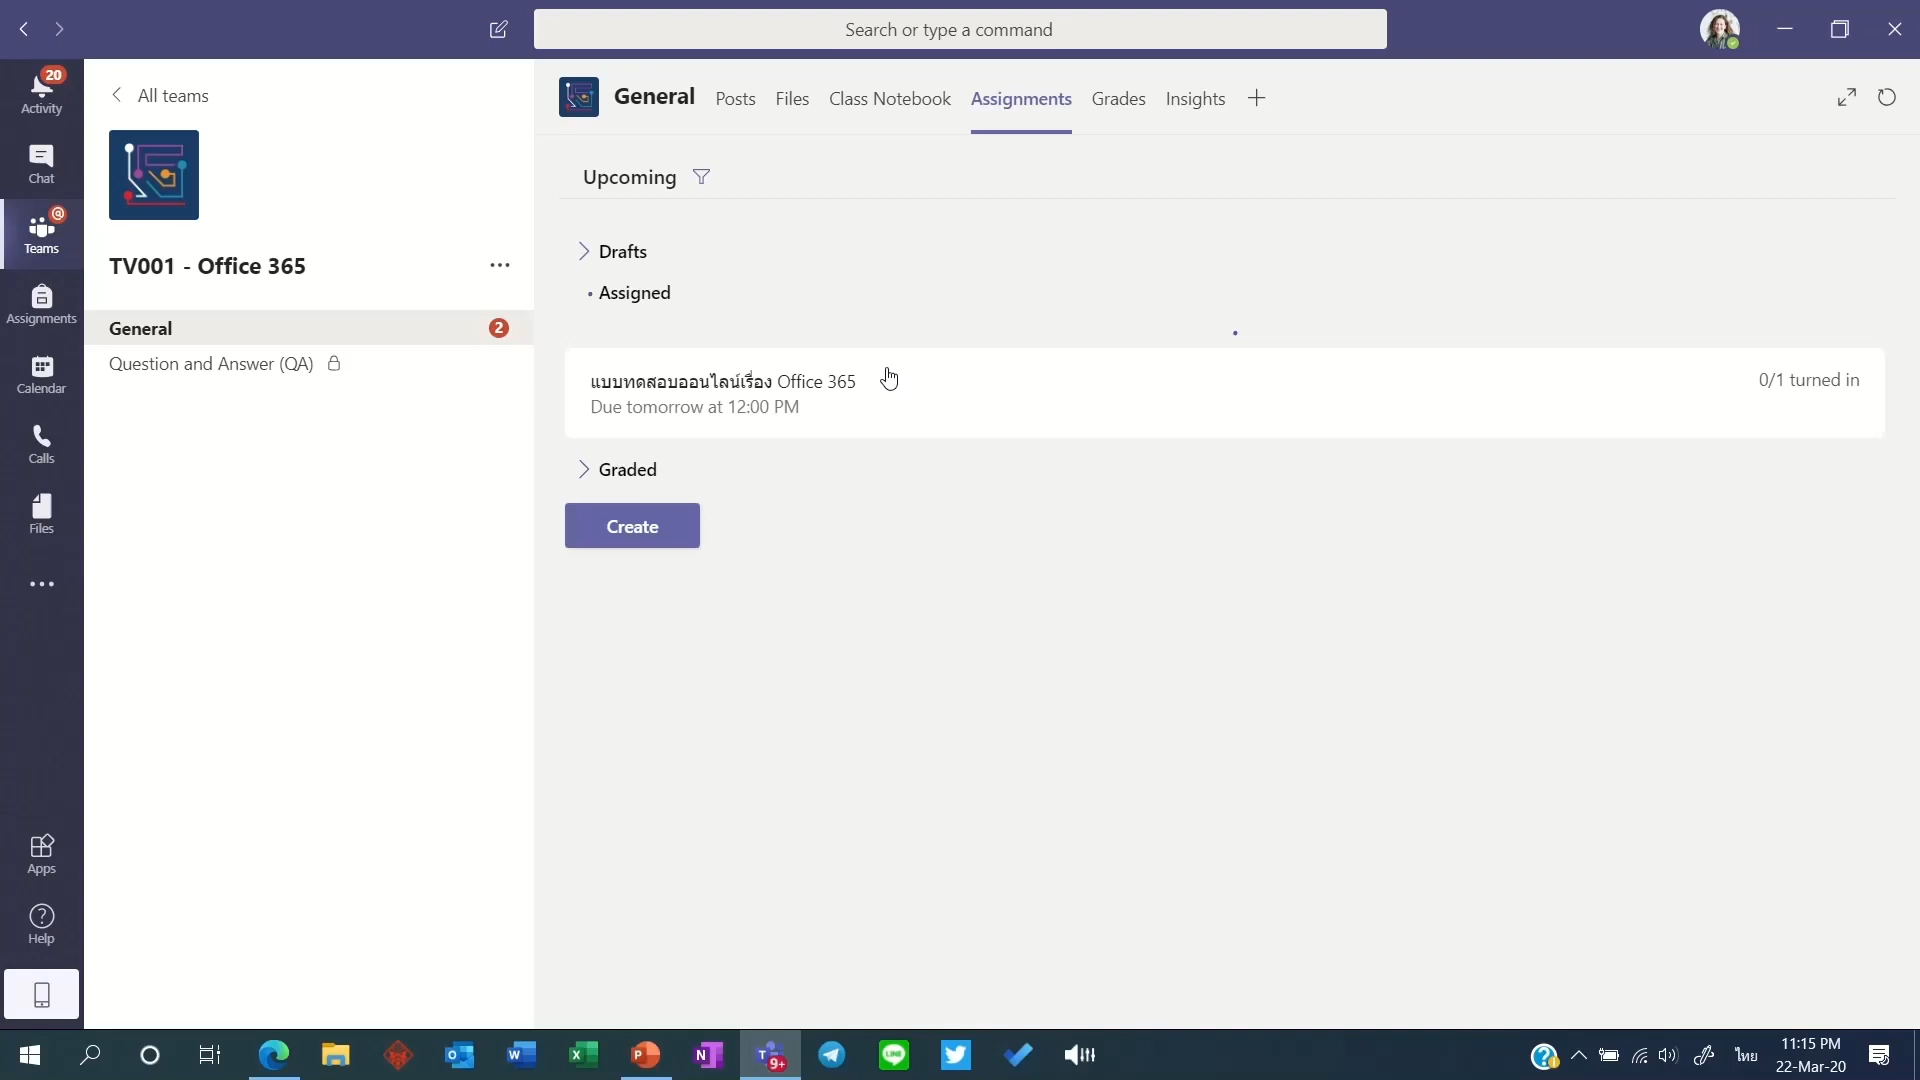 Search or type a command
20
Activity
Chat
@
Teams
Assignments
Calendar
Calls
Files
Apps
Help
All teams
TV001 - Office 365
General
2
Question and Answer (QA)
General
Posts
Files
Class Notebook
Assignments
Grades
Insights
Upcoming
Drafts
Assigned
แบบทดสอบออนไลน์เรื่อง Office 365
0/1 turned in
Due tomorrow at 12:00 PM
Graded
Create
9+
LINE
ไทย
11:15 PM
22-Mar-20